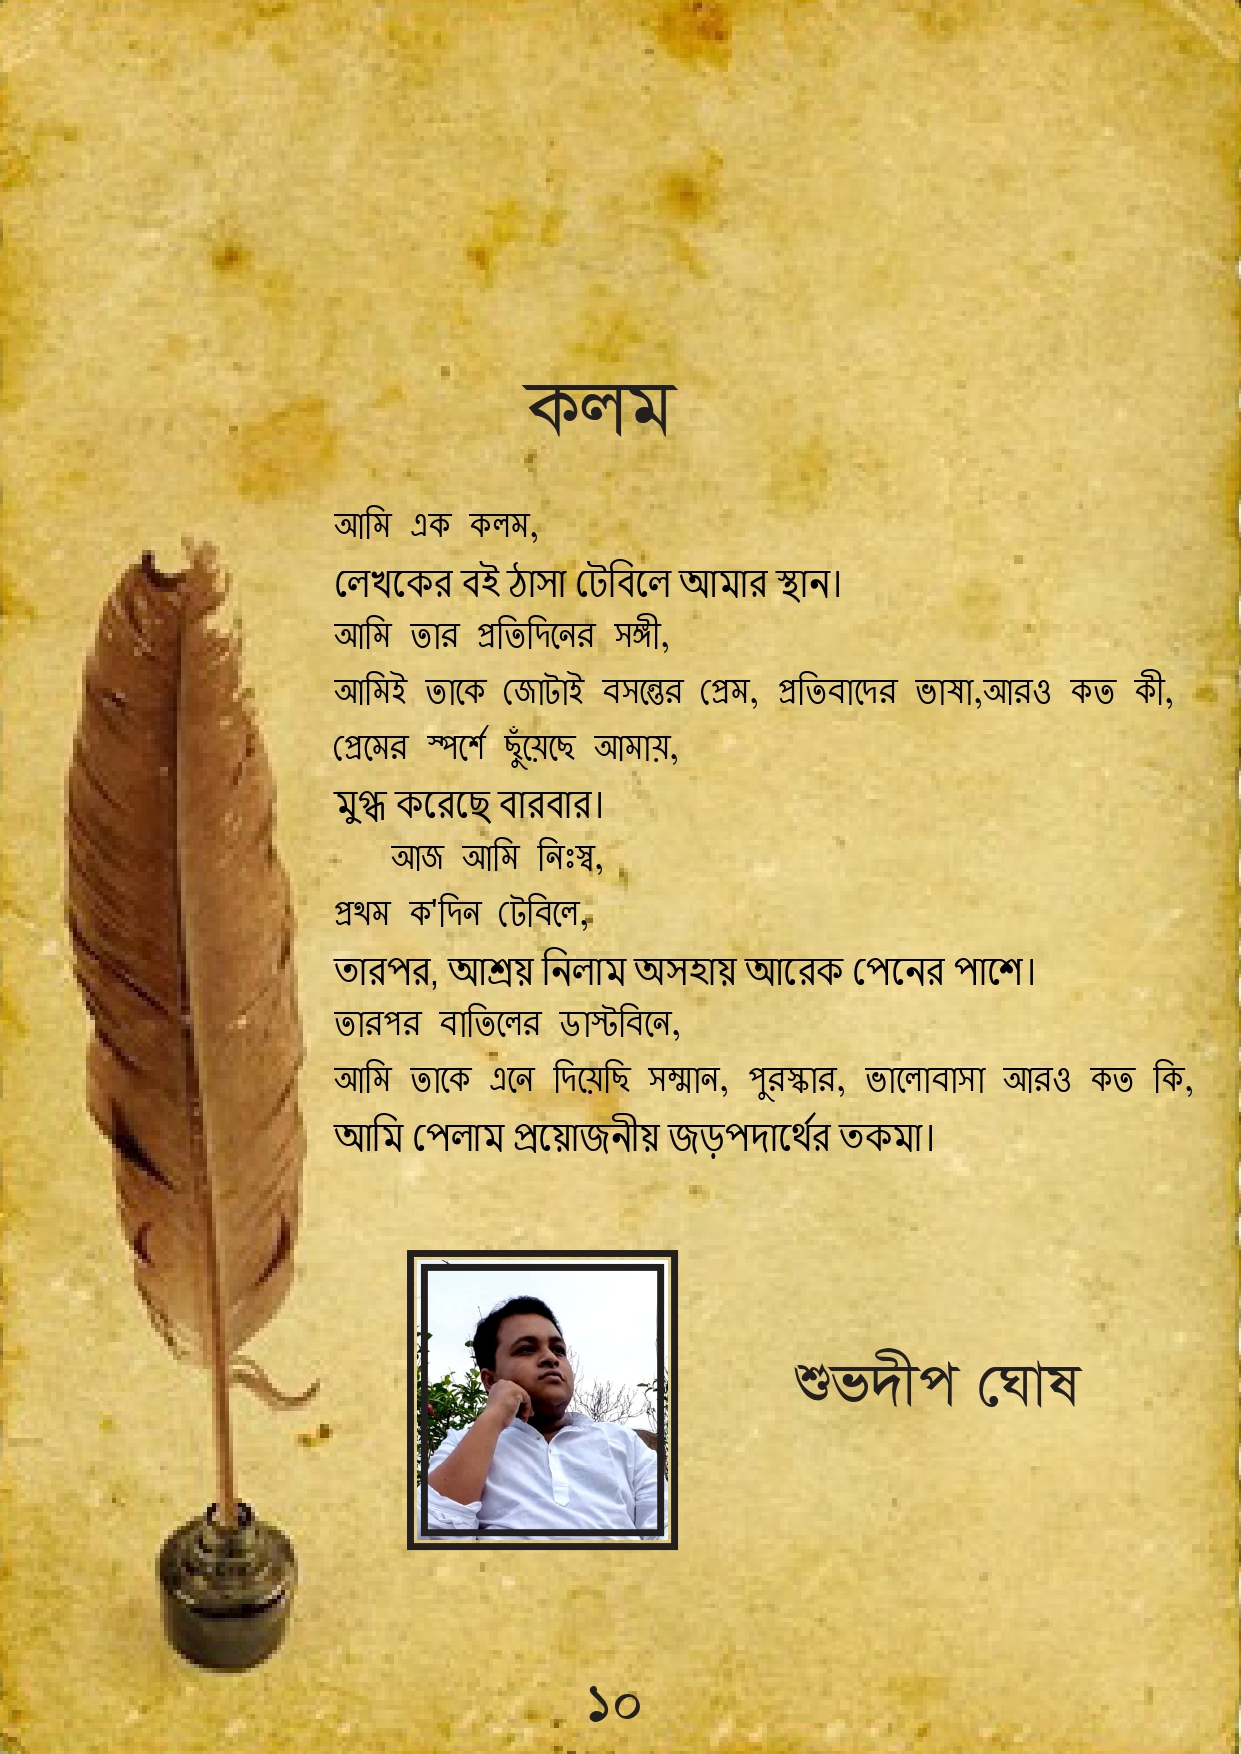 কলম
আমি এক কলম,
লেখকের বই ঠাসা টেবিলে আমার স্থান।
আমি তার প্রতিদিনের সঙ্গী,
আমিই তাকে জোটাই বসন্তের প্রেম, প্রতিবাদের ভাষা,আরও কত কী,
প্রেমের স্পর্শে ছুঁয়েছে আমায়,
মুগ্ধ করেছে বারবার।
আজ আমি নিঃস্ব,
প্রথম ক'দিন টেবিলে,
তারপর, আশ্রয় নিলাম অসহায় আরেক পেনের পাশে।
তারপর বাতিলের ডাস্টবিনে,
আমি তাকে এনে দিয়েছি সম্মান, পুরস্কার, ভালোবাসা আরও কত কি,
আমি পেলাম প্রয়োজনীয় জড়পদার্থের তকমা।
শুভদীপ ঘোষ
১০